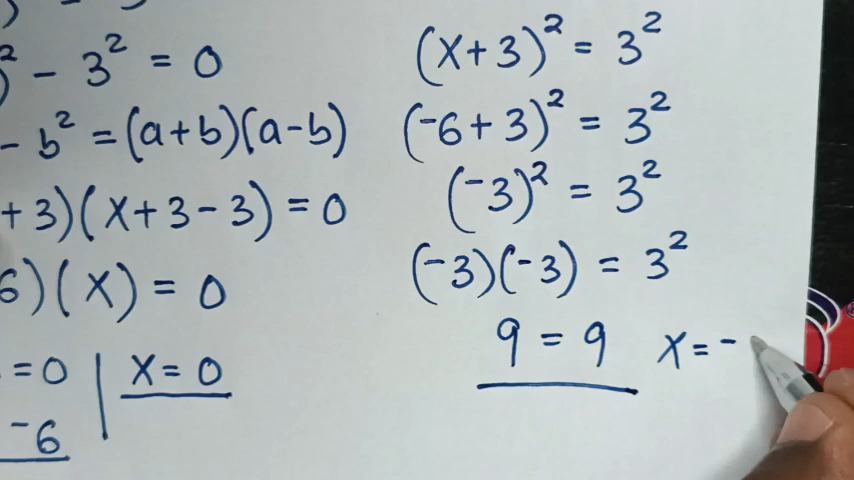 )² - 3² = 0
- b² = (a+b)(a-b)
+ 3)(x+3-3) = 0
6)(x) = 0
= 0 | x = 0
-6
(x+3)² = 3²
(-6+3)² = 3²
(-3)² = 3²
(-3)(-3) = 3²
9 = 9 x = -